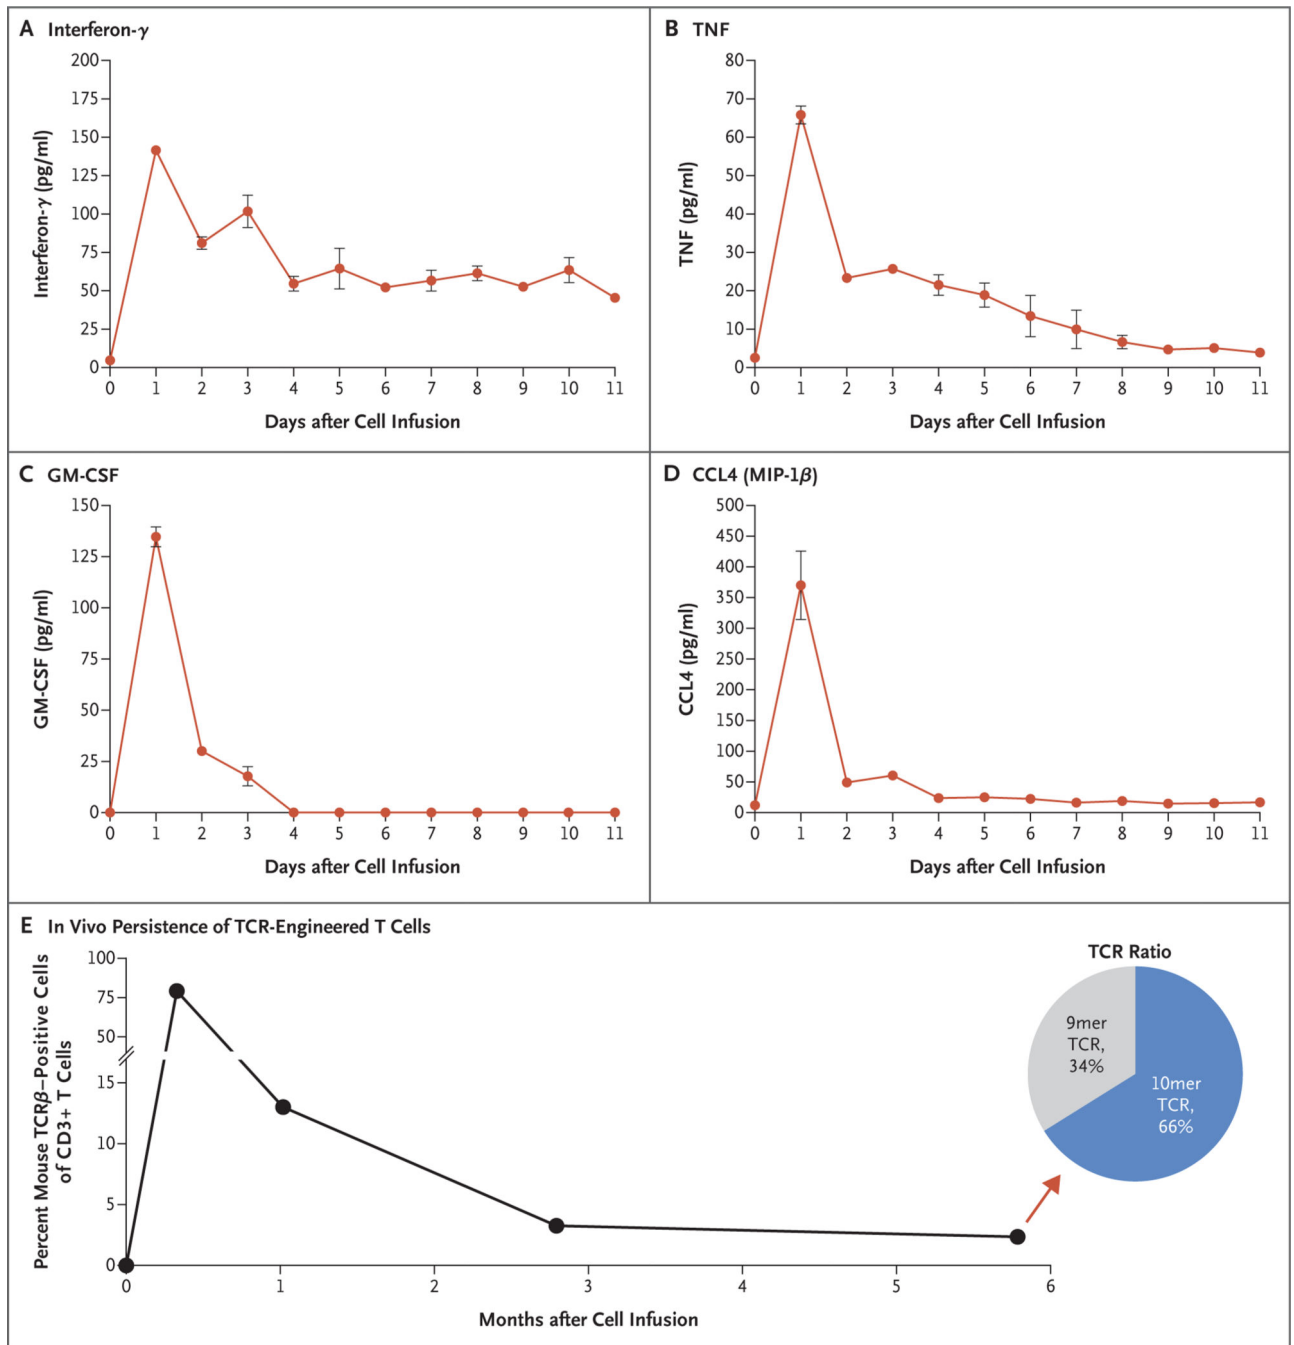 A Interferon-γ
200
175
150
125
100
75
50
25
0
Interferon-γ (pg/ml)
0 1 2 3 4 5 6 7 8 9 10 11
Days after Cell Infusion
B TNF
80
70
60
50
40
30
20
10
0
TNF (pg/ml)
0 1 2 3 4 5 6 7 8 9 10 11
Days after Cell Infusion
C GM-CSF
150
125
100
75
50
25
0
GM-CSF (pg/ml)
0 1 2 3 4 5 6 7 8 9 10 11
Days after Cell Infusion
D CCL4 (MIP-1β)
500
450
400
350
300
250
200
150
100
50
0
CCL4 (pg/ml)
0 1 2 3 4 5 6 7 8 9 10 11
Days after Cell Infusion
E In Vivo Persistence of TCR-Engineered T Cells
100
75
50
15
10
5
0
Percent Mouse TCRβ–Positive Cells
of CD3+ T Cells
0 1 2 3 4 5 6
Months after Cell Infusion
TCR Ratio
9mer
TCR,
34%
10mer
TCR,
66%